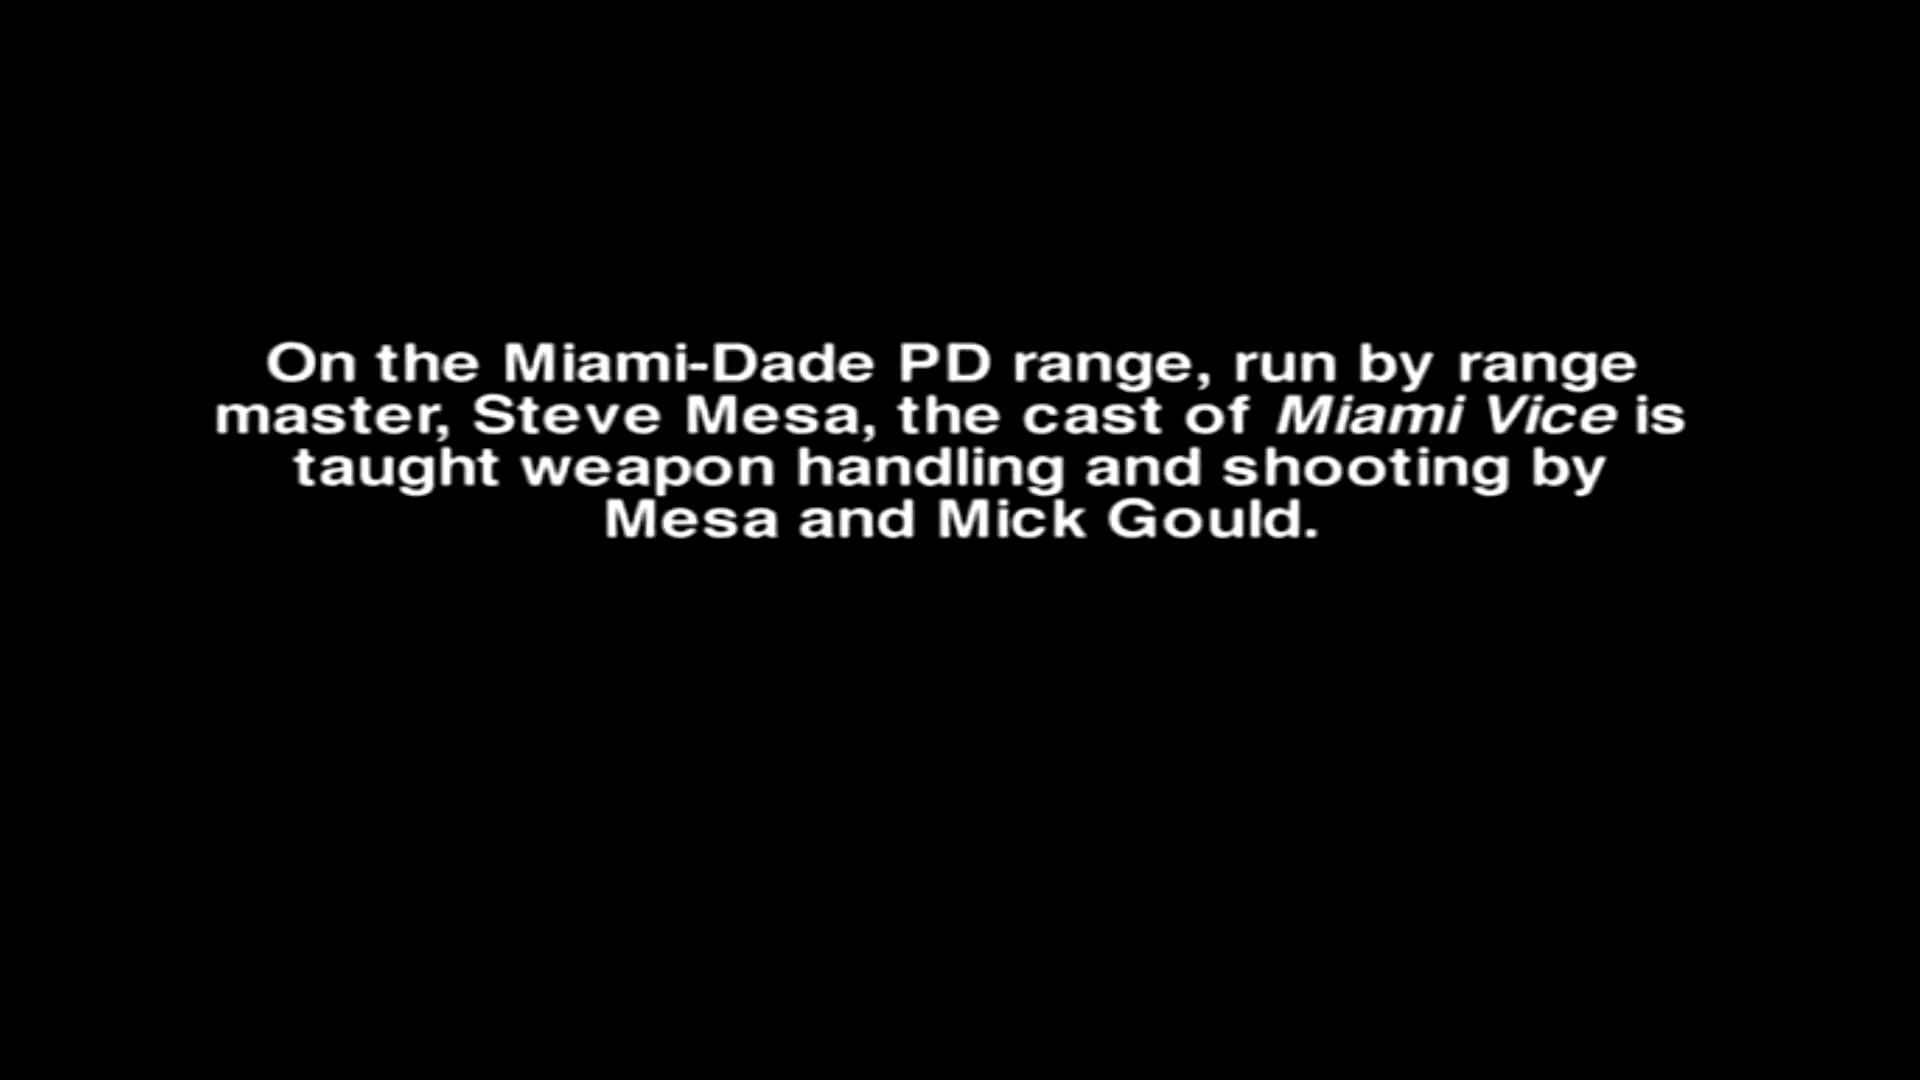 On the Miami-Dade PD range, run by range
master, Steve Mesa, the cast of Miami Vice is
taught weapon handling and shooting by
Mesa and Mick Gould.